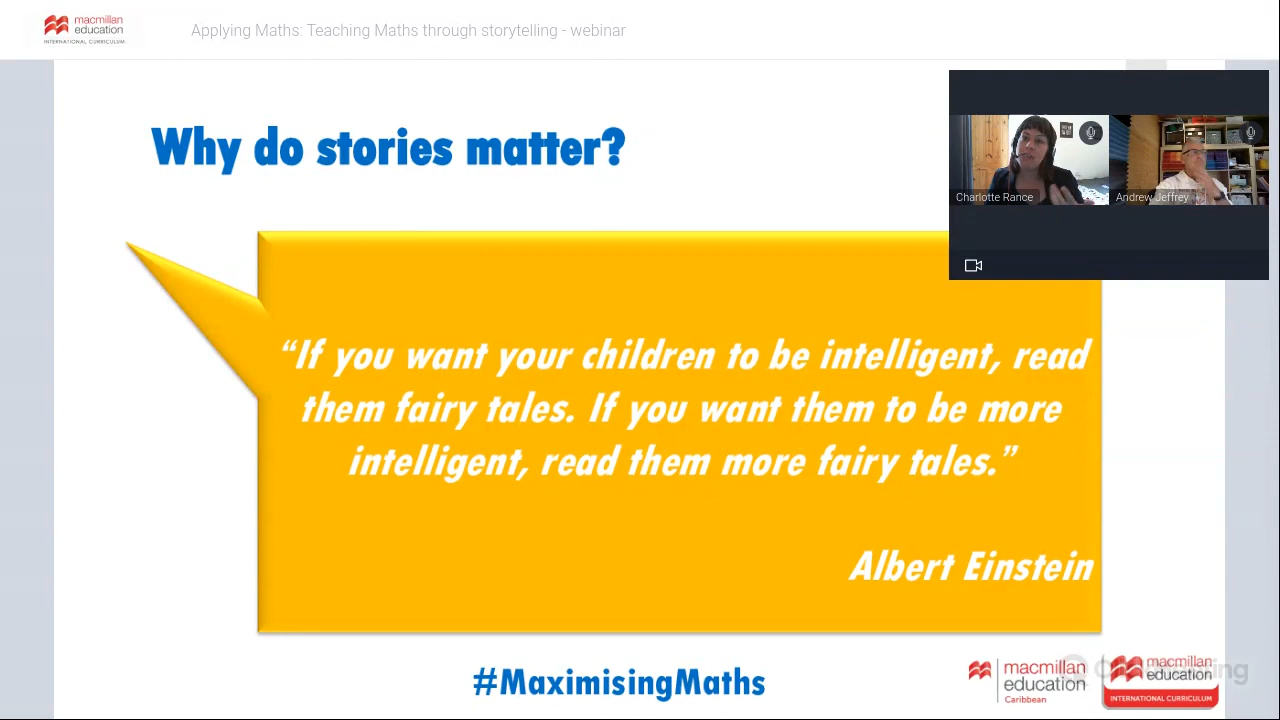 macmillan
education
INTERNATIONAL CURRICULUM
Applying Maths: Teaching Maths through storytelling - webinar
Why do stories matter?
Charlotte Rance
Andrew Jeffrey
“If you want your children to be intelligent, read
them fairy tales. If you want them to be more
intelligent, read them more fairy tales.”
Albert Einstein
#MaximisingMaths
macmillan
education
Caribbean
macmillan
education
INTERNATIONAL CURRICULUM